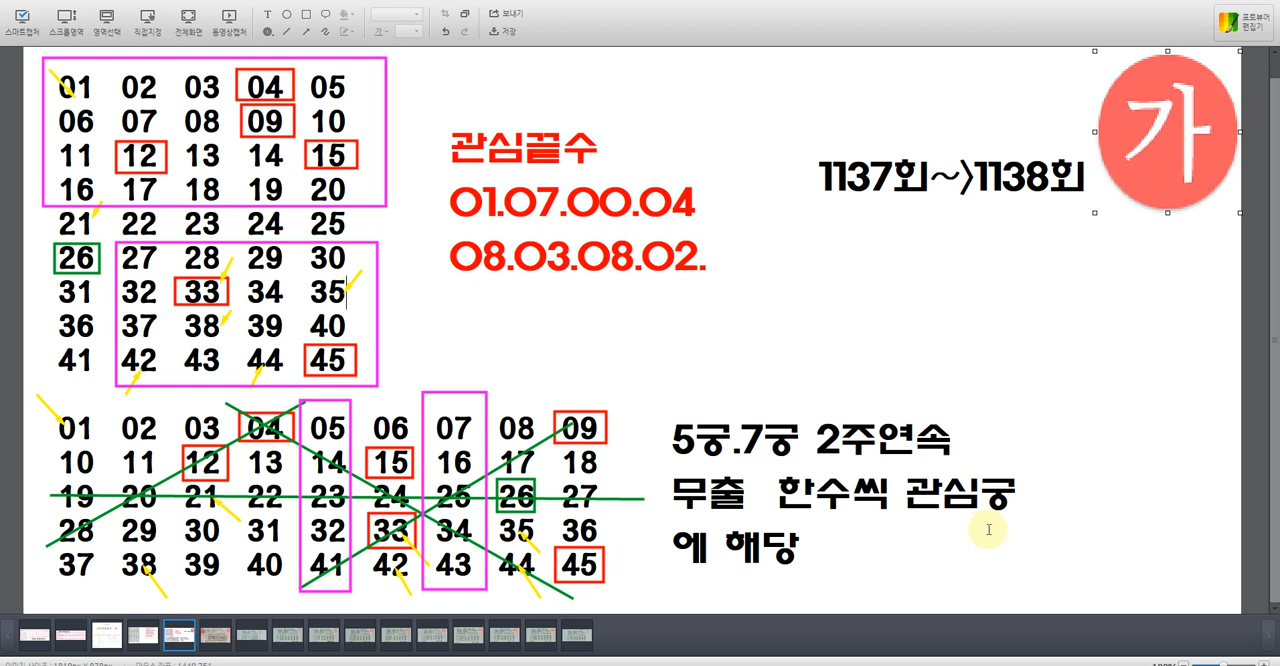 스마트캡처 스크롤영역 영역선택 직접지정 전체화면 동영상캡처
T
보내기
저장
포토뷰어
편집기
가
01 02 03 04 05
06 07 08 09 10
11 12 13 14 15
16 17 18 19 20
21 22 23 24 25
26 27 28 29 30
31 32 33 34 35
36 37 38 39 40
41 42 43 44 45
관심끝수
01.07.00.04
08.03.08.02.
1137회~>1138회
01 02 03 04 05 06 07 08 09
10 11 12 13 14 15 16 17 18
19 20 21 22 23 24 25 26 27
28 29 30 31 32 33 34 35 36
37 38 39 40 41 42 43 44 45
5궁.7궁 2주연속
무출 한수씩 관심궁
에 해당